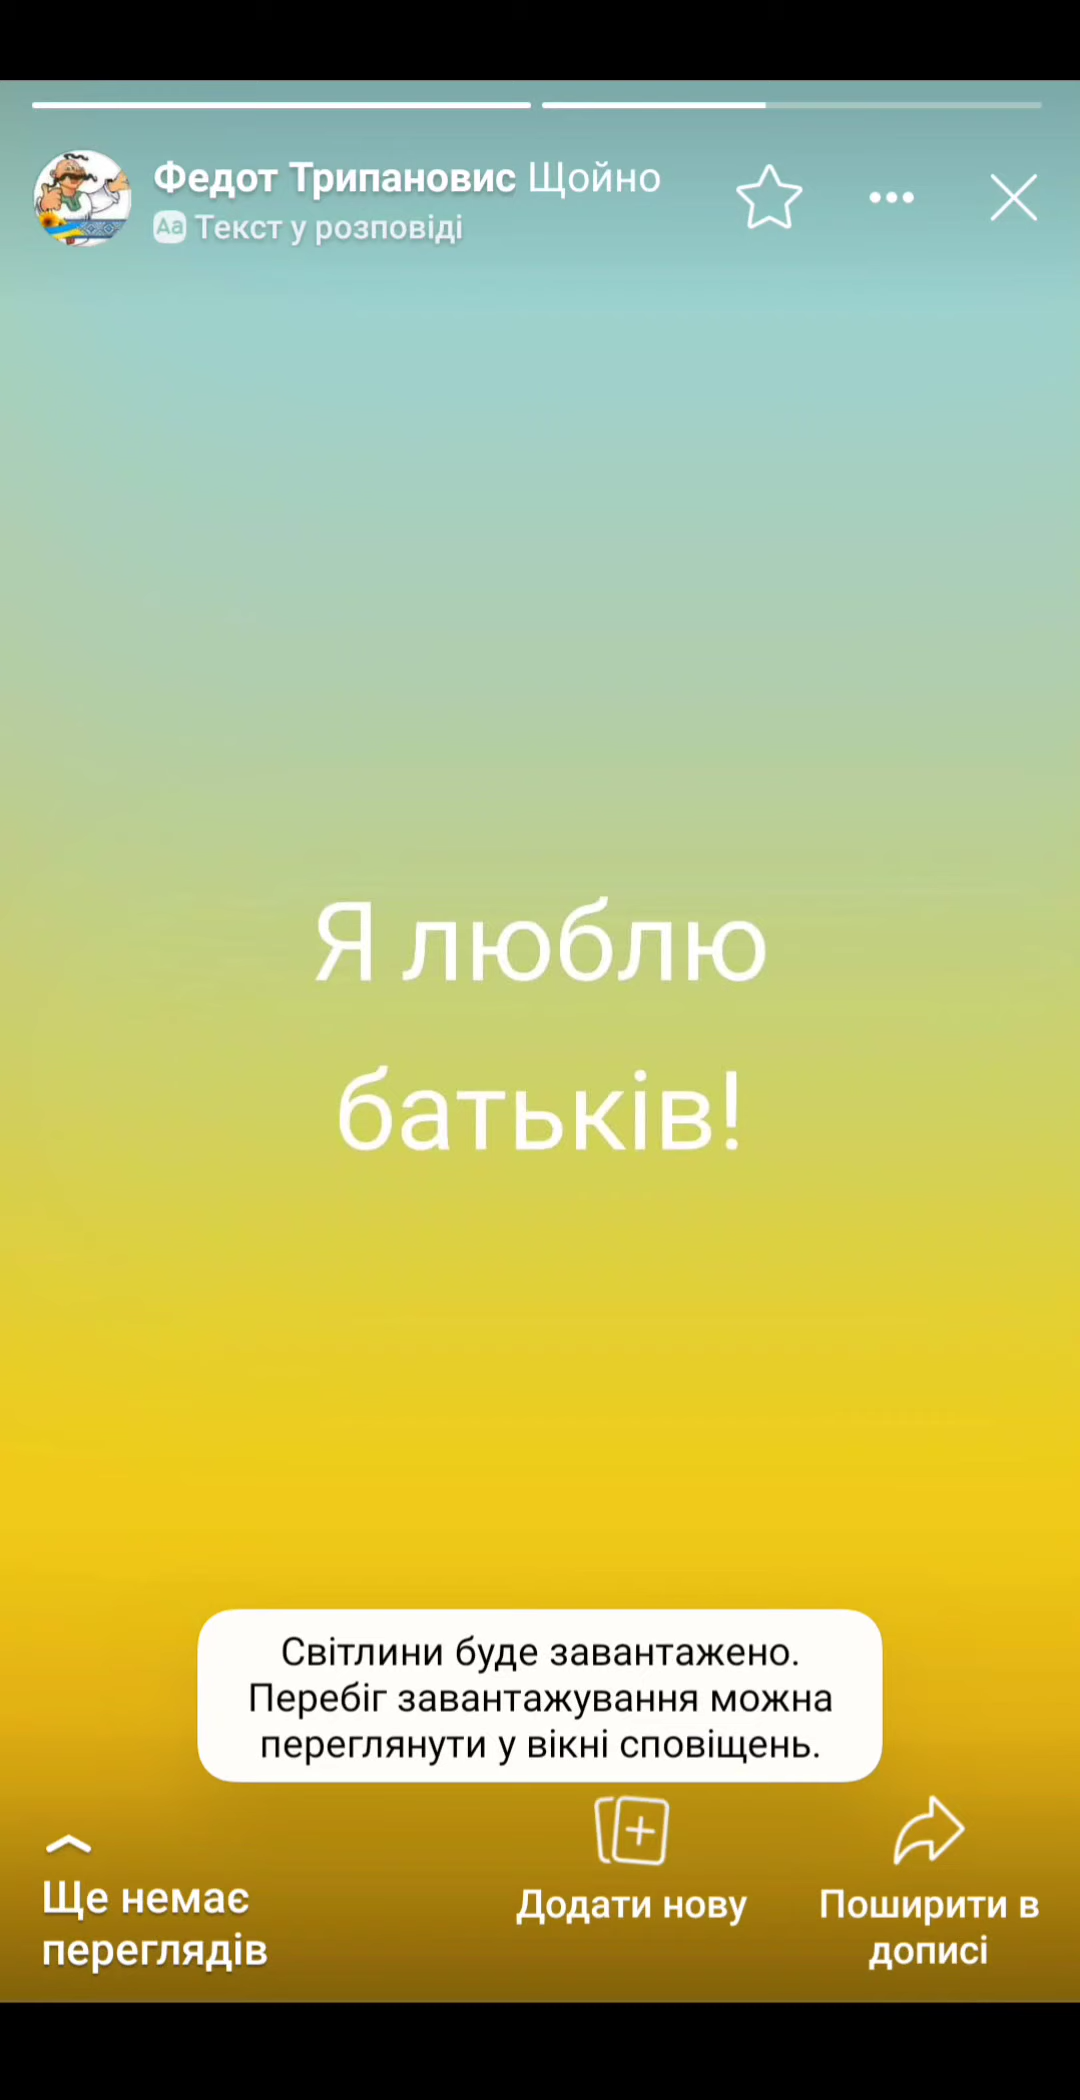 Федот Трипановис Щойно
Aa Текст у розповіді
Я люблю
батьків!
Світлини буде завантажено.
Перебіг завантажування можна
переглянути у вікні сповіщень.
Ще немає
переглядів
Додати нову
Поширити в
дописі